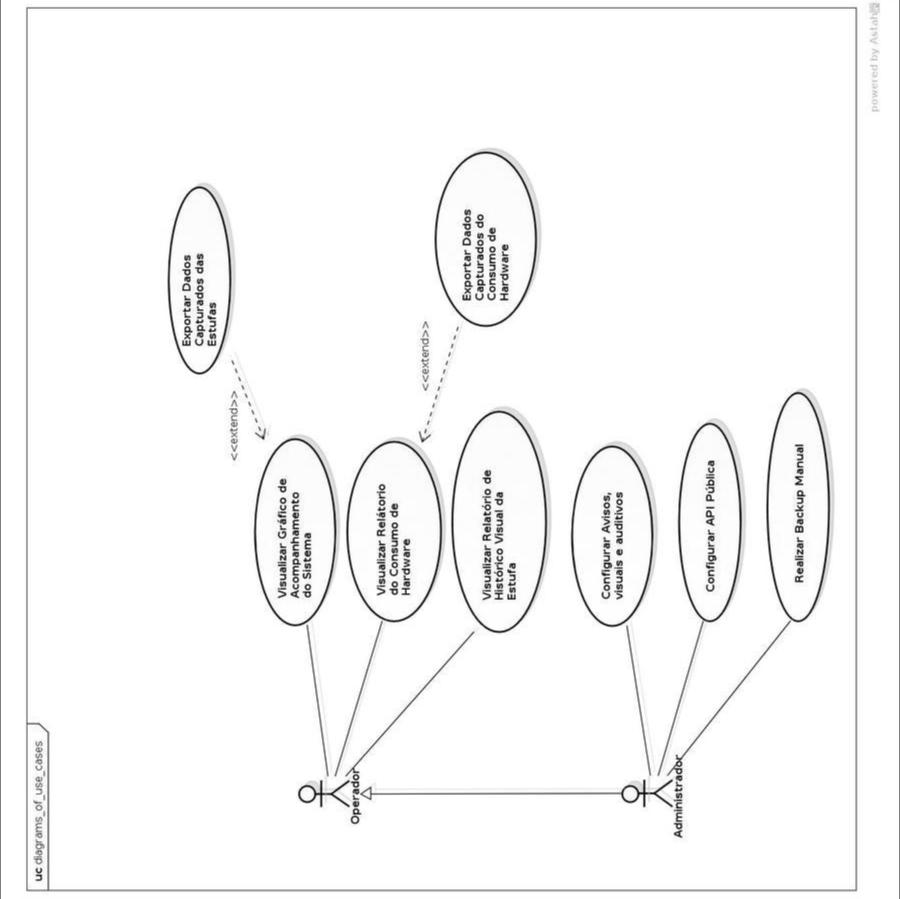 uc diagrams_of_use_cases
Exportar Dados
Capturados das
Estufas
<<extend>>
Visualizar Gráfico de
Acompanhamento
do Sistema
Operador
Exportar Dados
Capturados do
Consumo de
Hardware
<<extend>>
Visualizar Relátorio
do Consumo de
Hardware
Visualizar Relatório de
Histórico Visual da
Estufa
Configurar Avisos,
visuais e auditivos
Configurar API Pública
Realizar Backup Manual
Administrador
powered by Astah